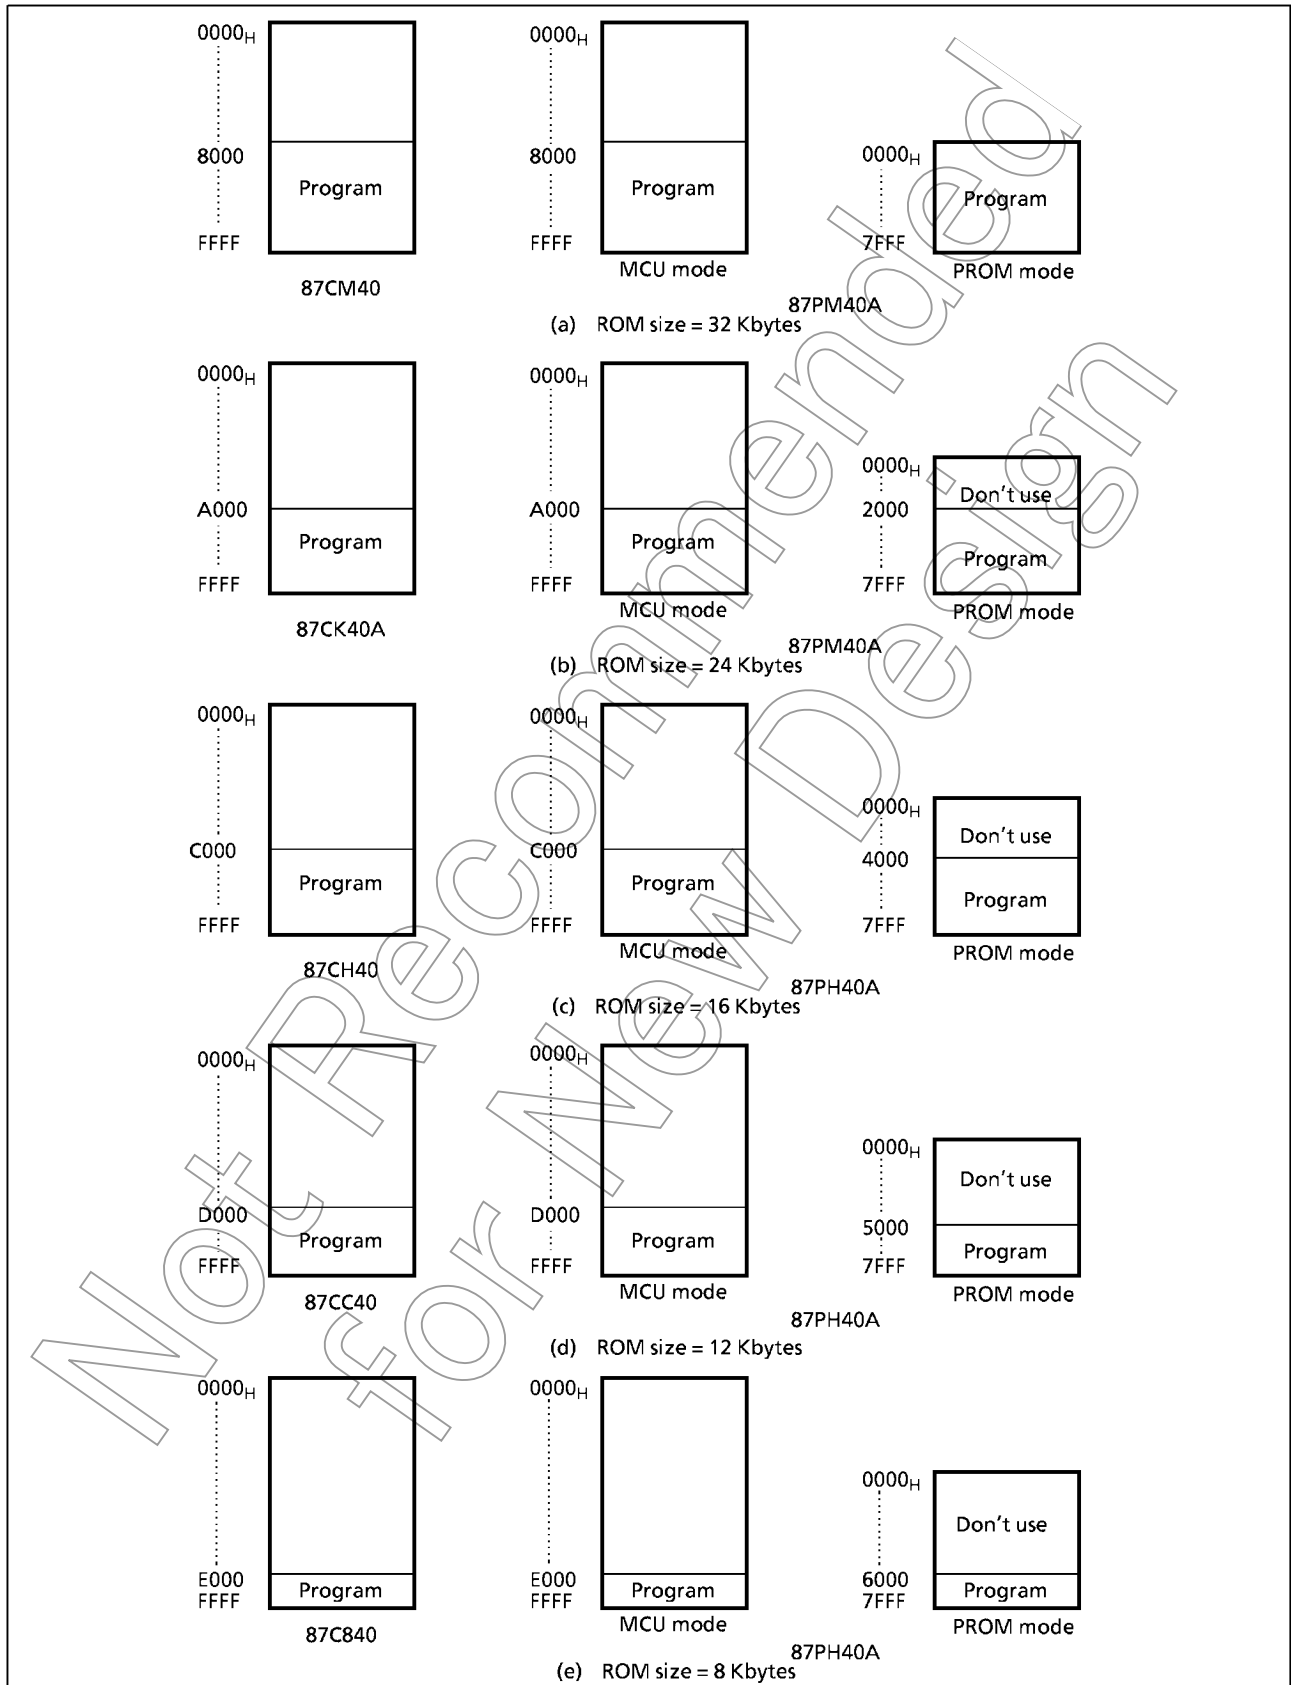 0000H 0000H
8000 8000 0000H
Program Program Program
FFFF FFFF 7FFF
MCU mode PROM mode
87CM40 87PM40A
(a) ROM size = 32 Kbytes
0000H 0000H
0000H
Don't use
A000 A000 2000
Program Program Program
FFFF FFFF 7FFF
MCU mode PROM mode
87CK40A 87PM40A
(b) ROM size = 24 Kbytes
0000H 0000H
0000H
Don't use
C000 C000 4000
Program Program Program
FFFF FFFF 7FFF
MCU mode PROM mode
87CH40 87PH40A
(c) ROM size = 16 Kbytes
0000H 0000H
0000H
Don't use
D000 D000 5000
Program Program Program
FFFF FFFF 7FFF
MCU mode PROM mode
87CC40 87PH40A
(d) ROM size = 12 Kbytes
0000H 0000H
0000H
Don't use
E000 E000 6000
Program Program Program
FFFF FFFF 7FFF
MCU mode PROM mode
87C840 87PH40A
(e) ROM size = 8 Kbytes
Not Recommended
for New Design